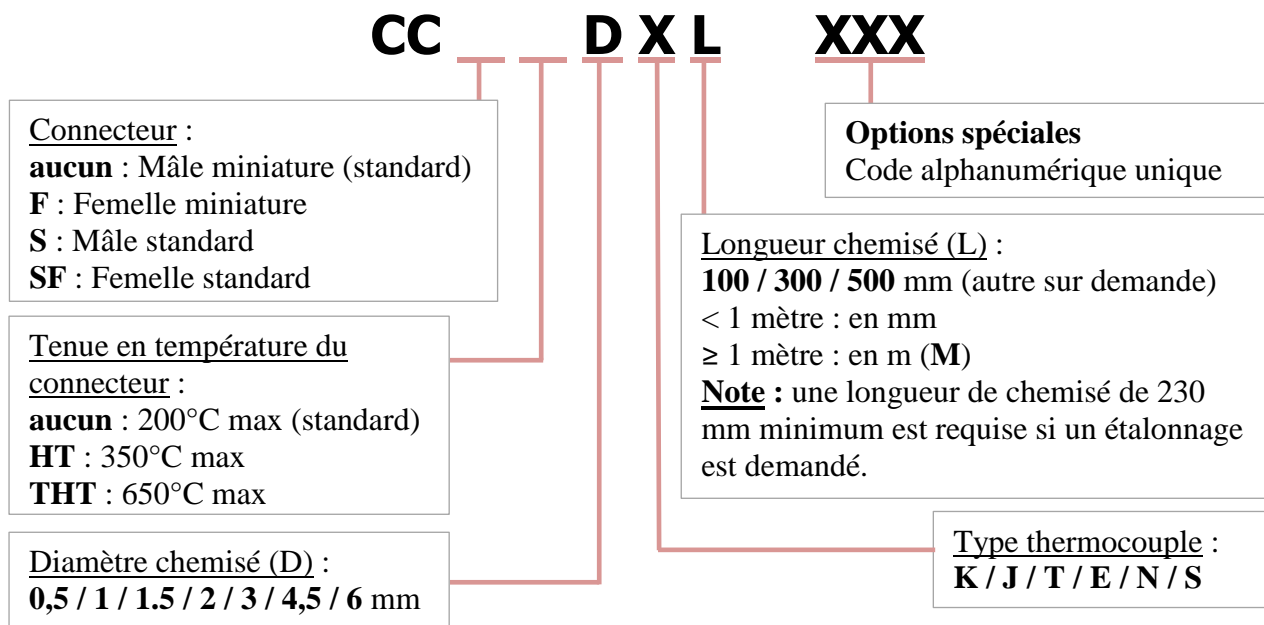 CC __ __ D X L XXX
Connecteur :
aucun : Mâle miniature (standard)
F : Femelle miniature
S : Mâle standard
SF : Femelle standard
Options spéciales
Code alphanumérique unique
Longueur chemisé (L) :
100 / 300 / 500 mm (autre sur demande)
< 1 mètre : en mm
≥ 1 mètre : en m (M)
Note : une longueur de chemisé de 230
mm minimum est requise si un étalonnage
est demandé.
Tenue en température du
connecteur :
aucun : 200°C max (standard)
HT : 350°C max
THT : 650°C max
Type thermocouple :
K / J / T / E / N / S
Diamètre chemisé (D) :
0,5 / 1 / 1.5 / 2 / 3 / 4,5 / 6 mm